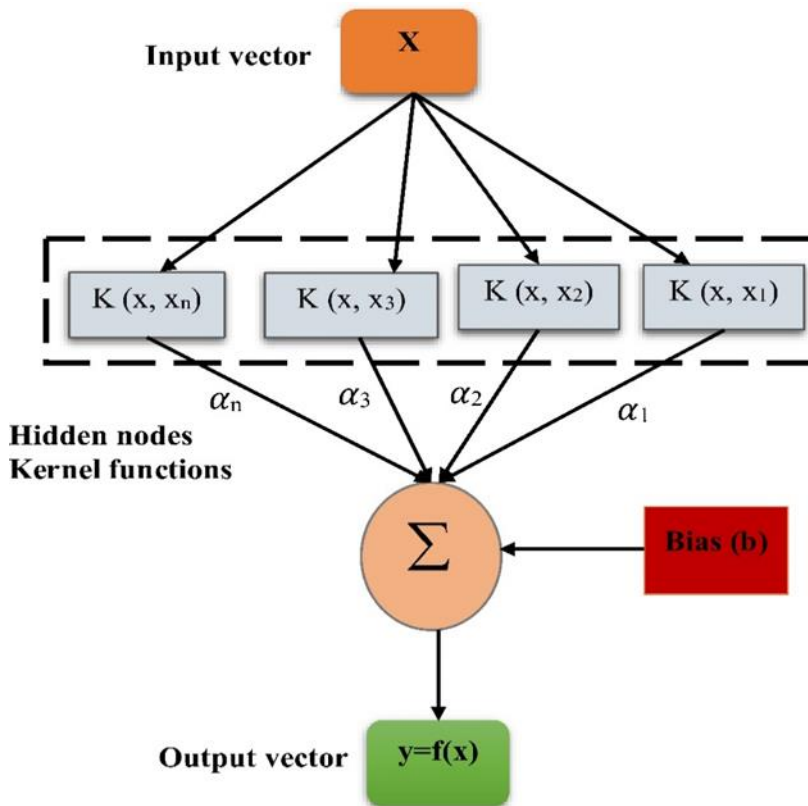 Input vector
X
K (x, xn)
K (x, x3)
K (x, x2)
K (x, x1)
αn
α3
α2
α1
Hidden nodes
Kernel functions
Σ
Bias (b)
Output vector
y=f(x)